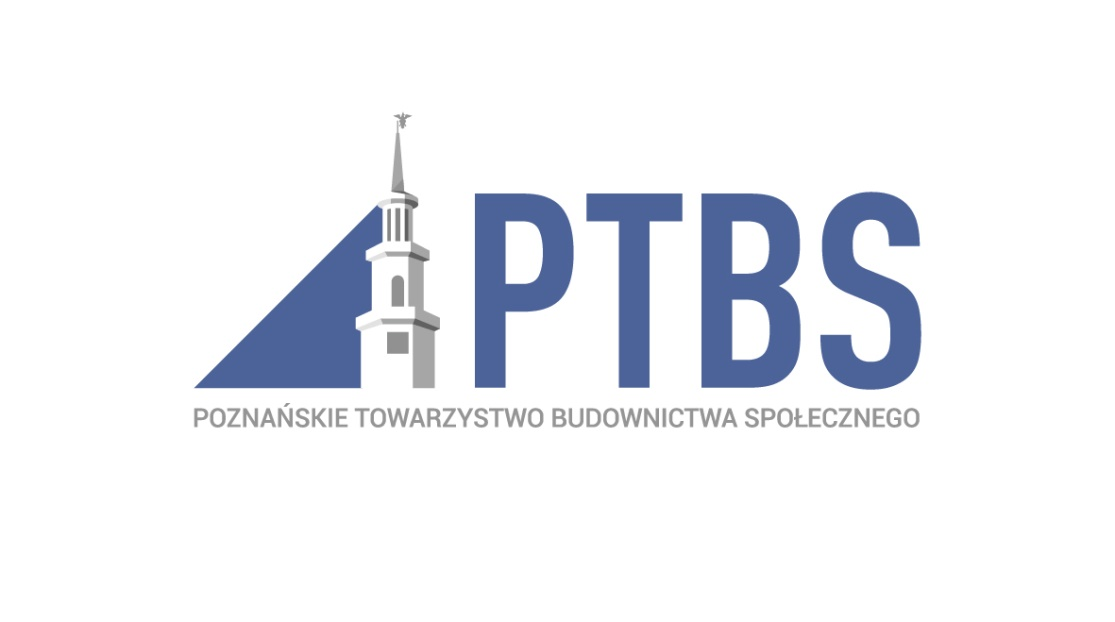 PTBS
POZNAŃSKIE TOWARZYSTWO BUDOWNICTWA SPOŁECZNEGO